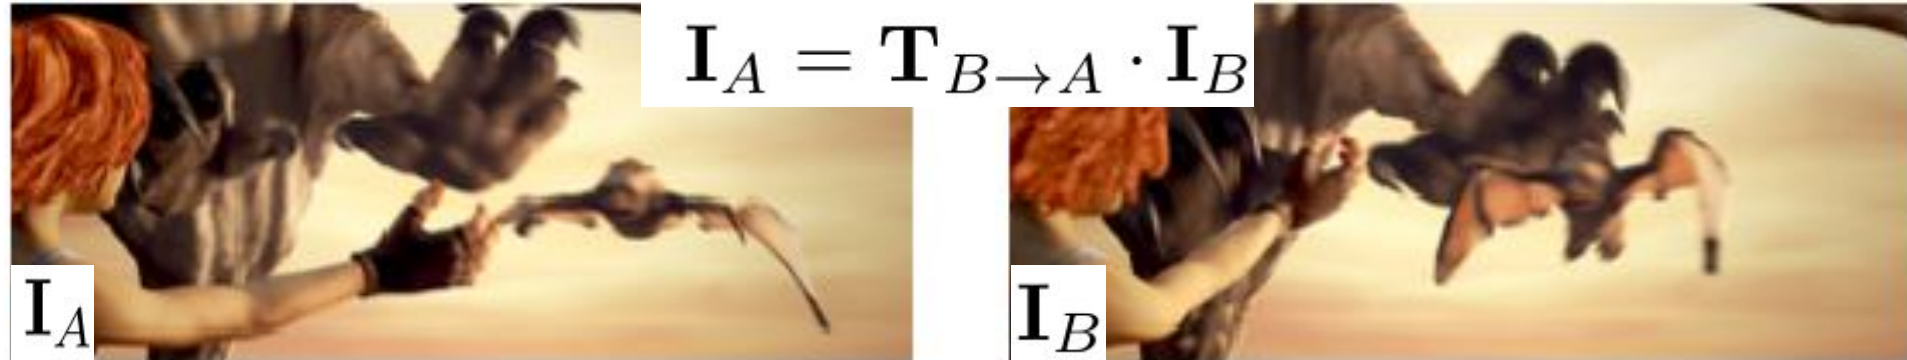 I_A = T_{B→A} · I_B
I_A
I_B